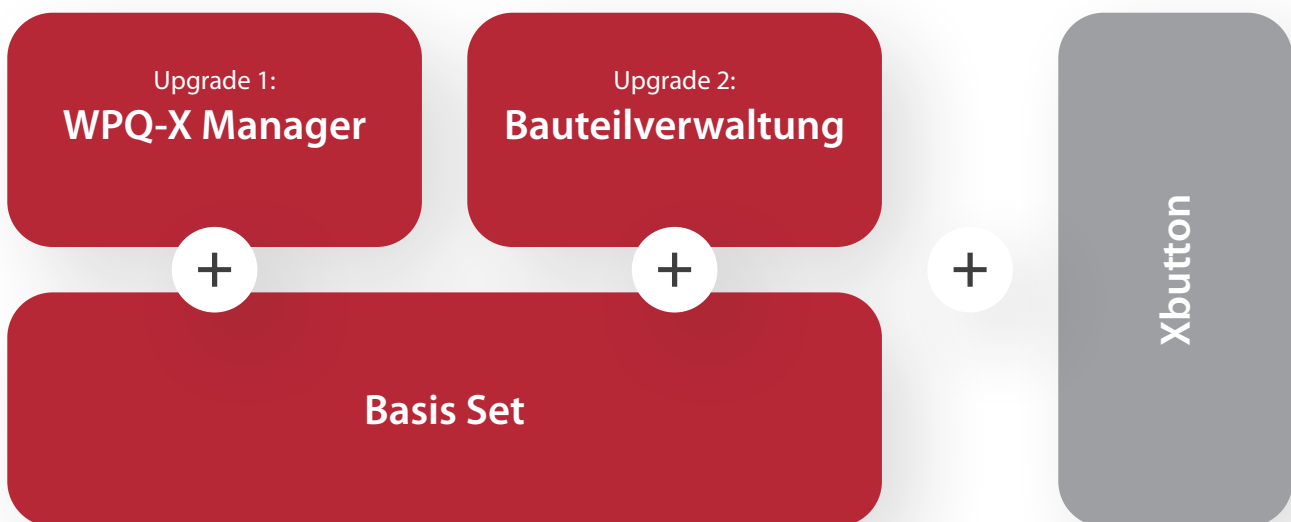 Upgrade 1:
WPQ-X Manager
Upgrade 2:
Bauteilverwaltung
+
+
+
Basis Set
Xbutton